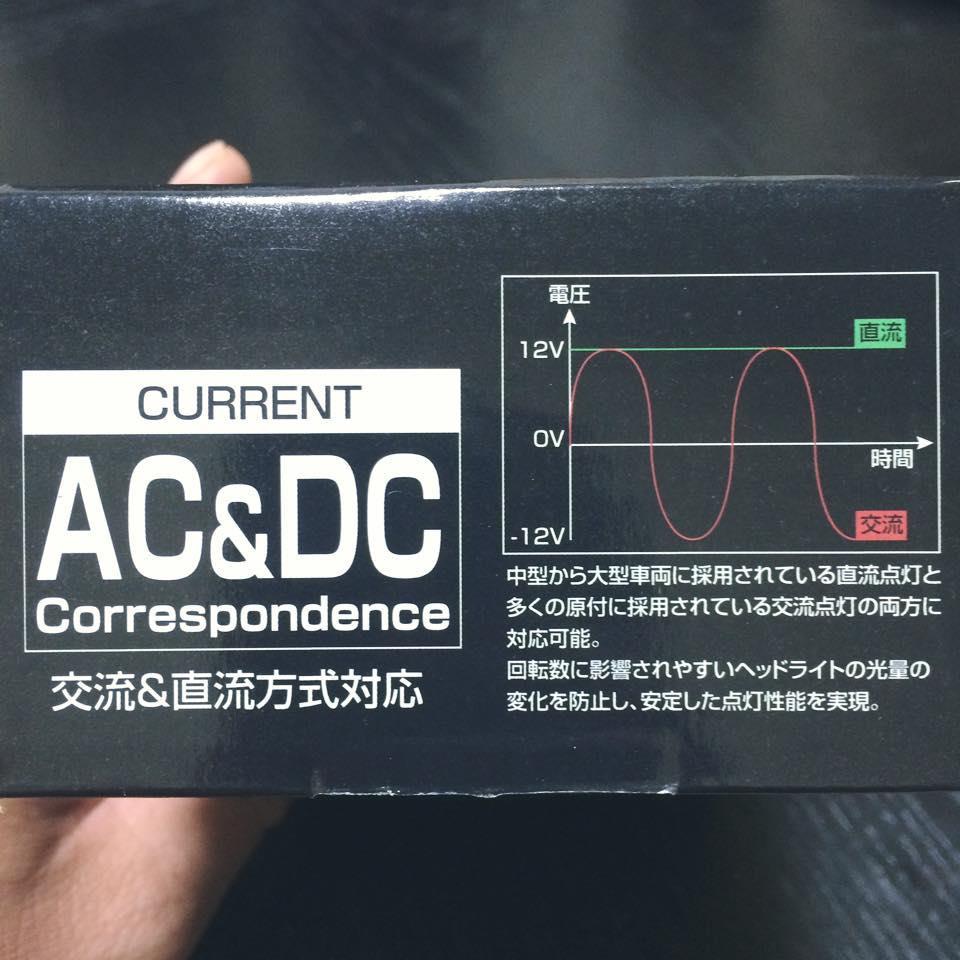 CURRENT
AC&DC
Correspondence
交流&直流方式対応
電圧
12V
直流
0V
時間
-12V
交流
中型から大型車両に採用されている直流点灯と
多くの原付に採用されている交流点灯の両方に
対応可能。
回転数に影響されやすいヘッドライトの光量の
変化を防止し、安定した点灯性能を実現。